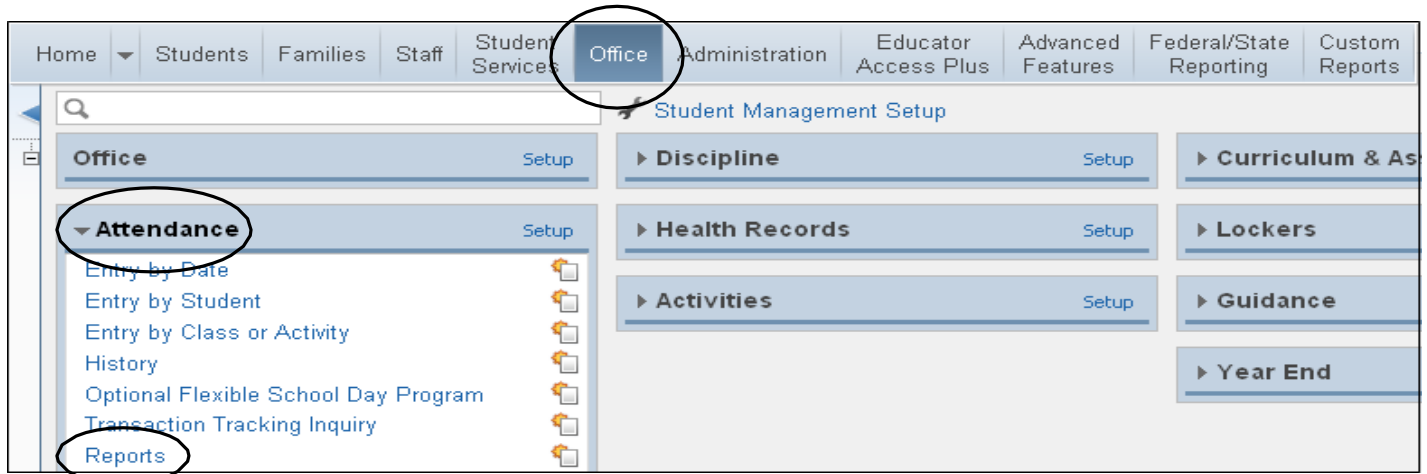 Home Students Families Staff Student Services Office Administration Educator Access Plus Advanced Features Federal/State Reporting Custom Reports
Student Management Setup
Office Setup
Discipline Setup
Curriculum & As
Attendance Setup
Health Records Setup
Lockers
Entry by Date
Entry by Student
Activities Setup
Guidance
Entry by Class or Activity
History
Optional Flexible School Day Program
Year End
Transaction Tracking Inquiry
Reports